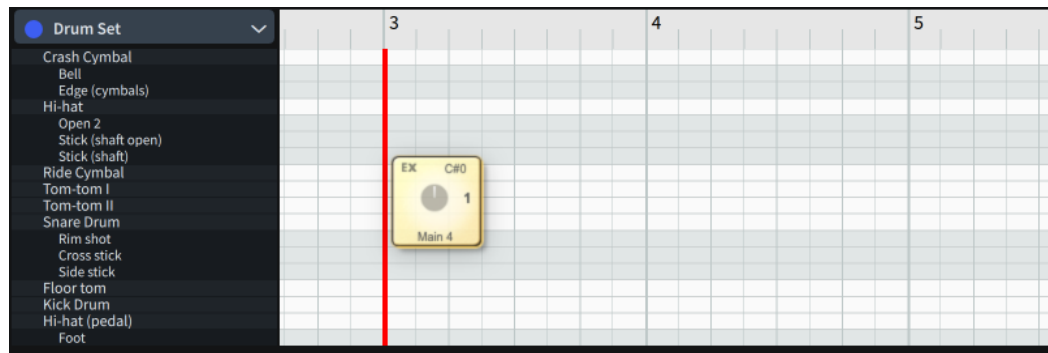 Drum Set
3 4 5
Crash Cymbal
Bell
Edge (cymbals)
Hi-hat
Open 2
Stick (shaft open)
Stick (shaft)
Ride Cymbal
Tom-tom I
Tom-tom II
Snare Drum
Rim shot
Cross stick
Side stick
Floor tom
Kick Drum
Hi-hat (pedal)
Foot
EX C#0
1
Main 4